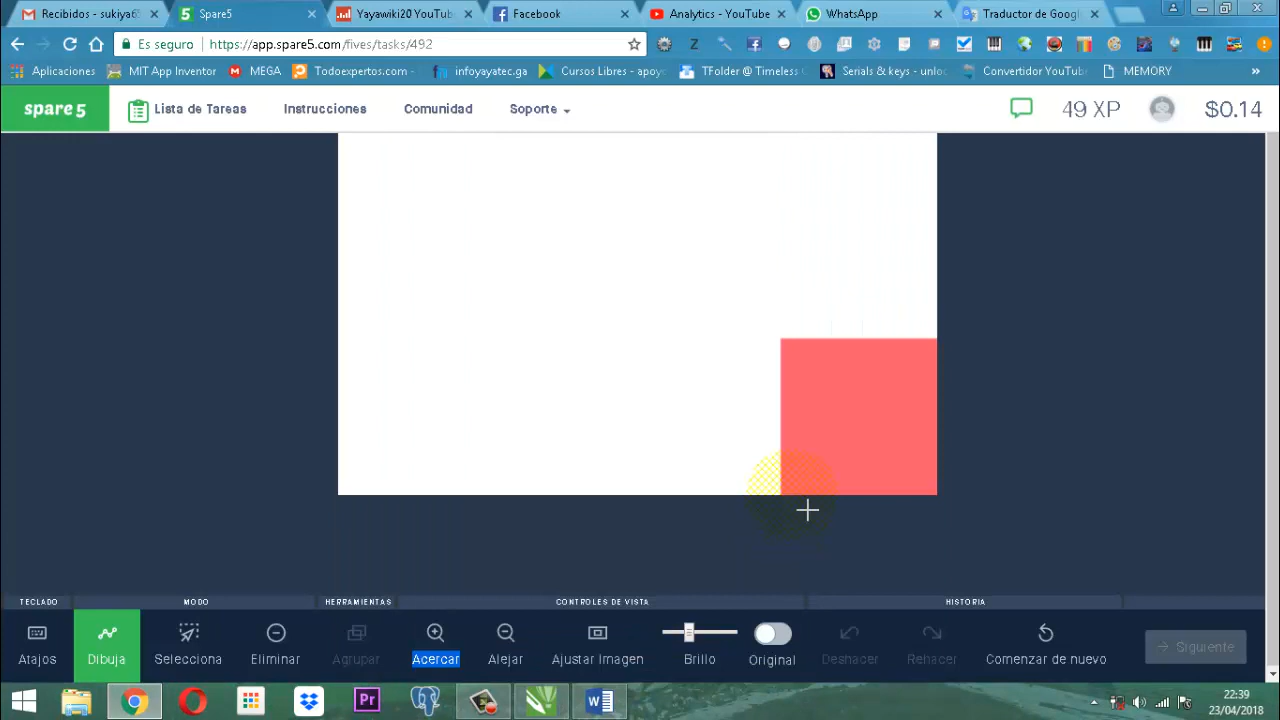 Recibidos - sukiya6
Spare5
Yayawiki20 YouTub
Facebook
Analytics - YouTube
WhatsApp
Traductor de Googl
Es seguro
https://app.spare5.com/fives/tasks/492
Aplicaciones
MIT App Inventor
MEGA
Todoexpertos.com -
infoyayatec.ga
Cursos Libres - apoy
TFolder @ Timeless
Serials & keys - unloc
Convertidor YouTub
MEMORY
»
spare5
Lista de Tareas
Instrucciones
Comunidad
Soporte
49 XP
$0.14
TECLADO
MODO
HERRAMIENTAS
CONTROLES DE VISTA
HISTORIA
Atajos
Dibuja
Selecciona
Eliminar
Agrupar
Acercar
Alejar
Ajustar Imagen
Brillo
Original
Deshacer
Rehacer
Comenzar de nuevo
Siguiente
Pr
22:39
23/04/2018